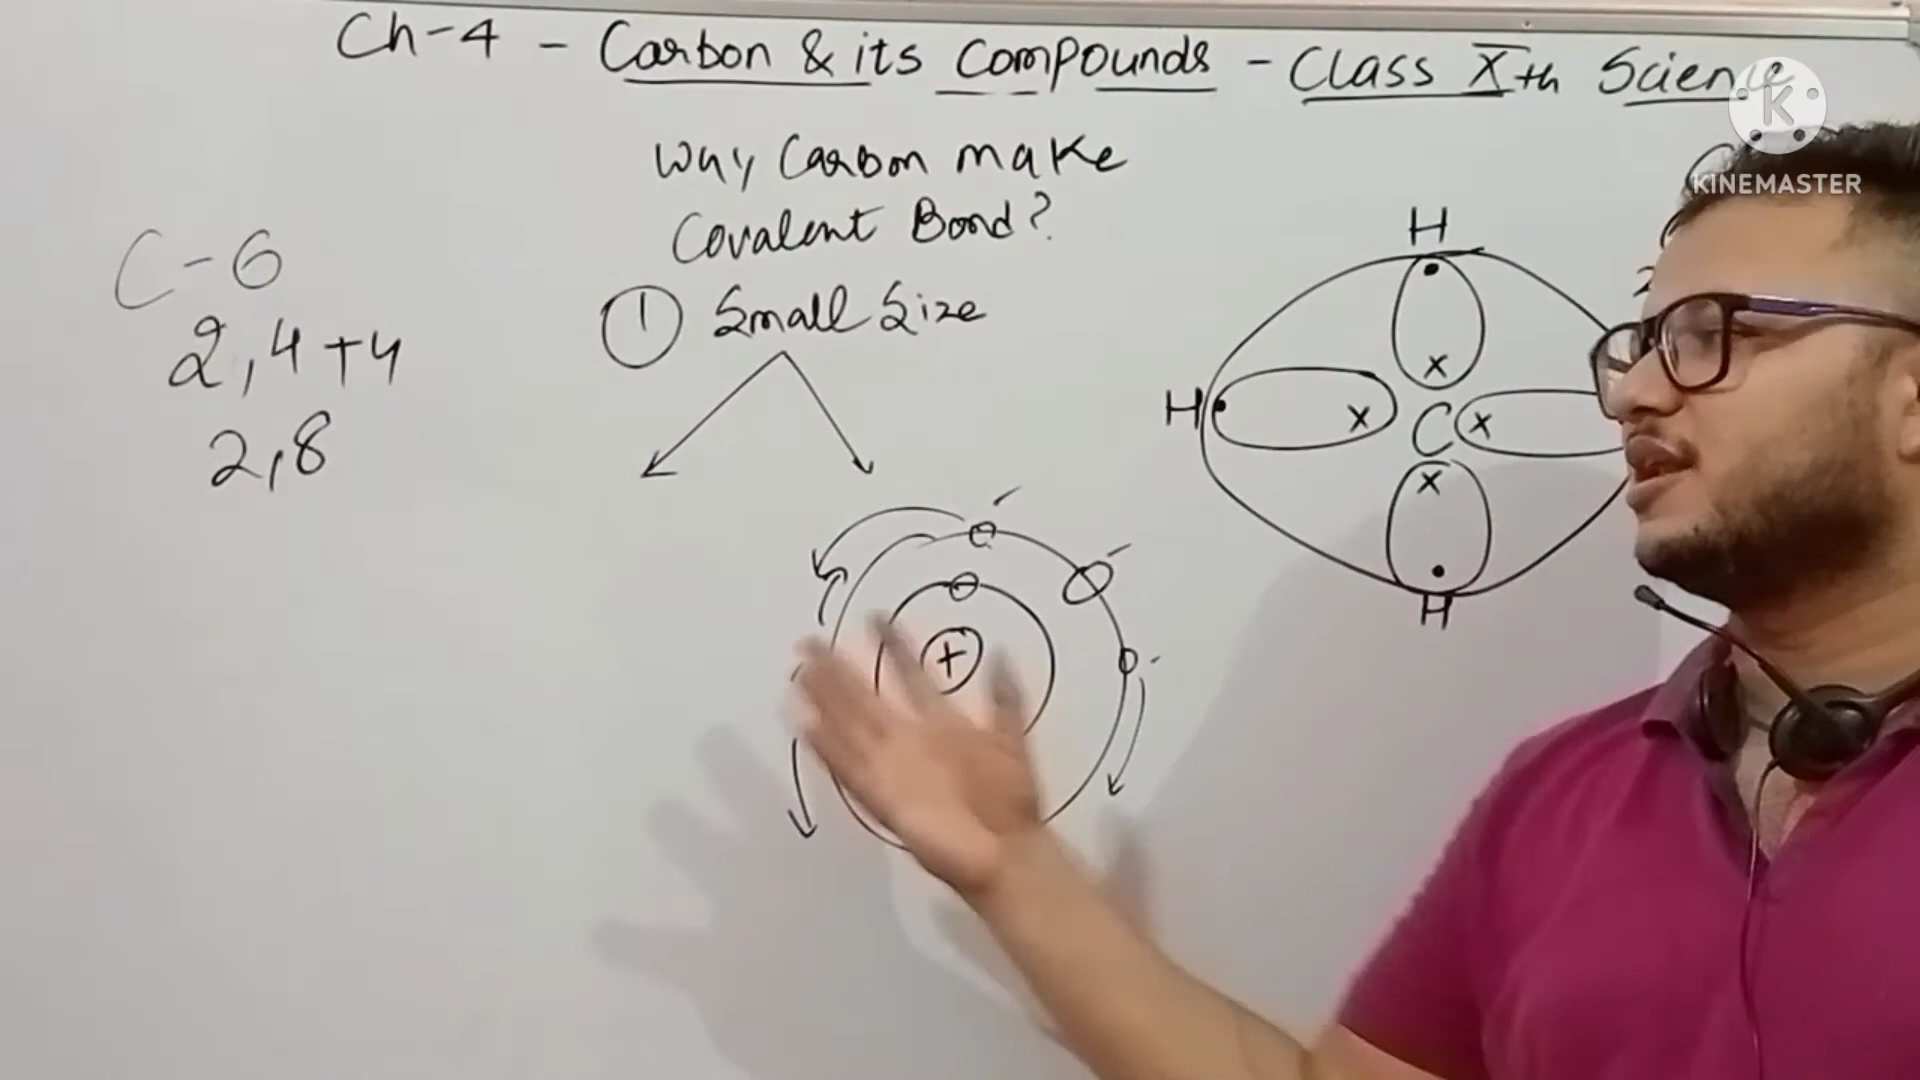 Ch-4 - Carbon & its Compounds - Class Xth Science
K
KINEMASTER
Why Carbon make
Covalent Bond?
① Small Size
C-6
2,4+4
2,8
H
H
C
H
+
x
x
x
x